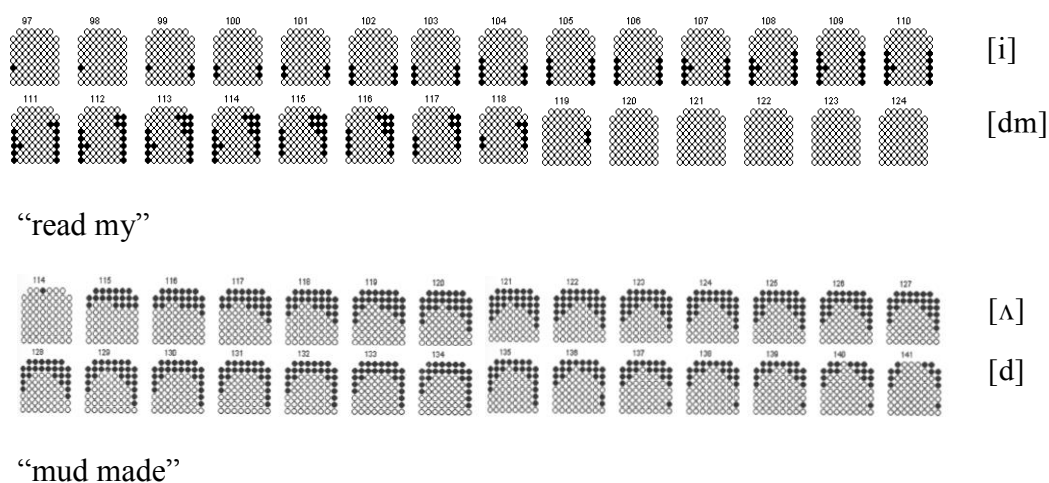 97 98 99 100 101 102 103 104 105 106 107 108 109 110 [i]
111 112 113 114 115 116 117 118 119 120 121 122 123 124 [dm]
“read my”
114 115 116 117 118 119 120 121 122 123 124 125 126 127 [ʌ]
128 129 130 131 132 133 134 135 136 137 138 139 140 141 [d]
“mud made”